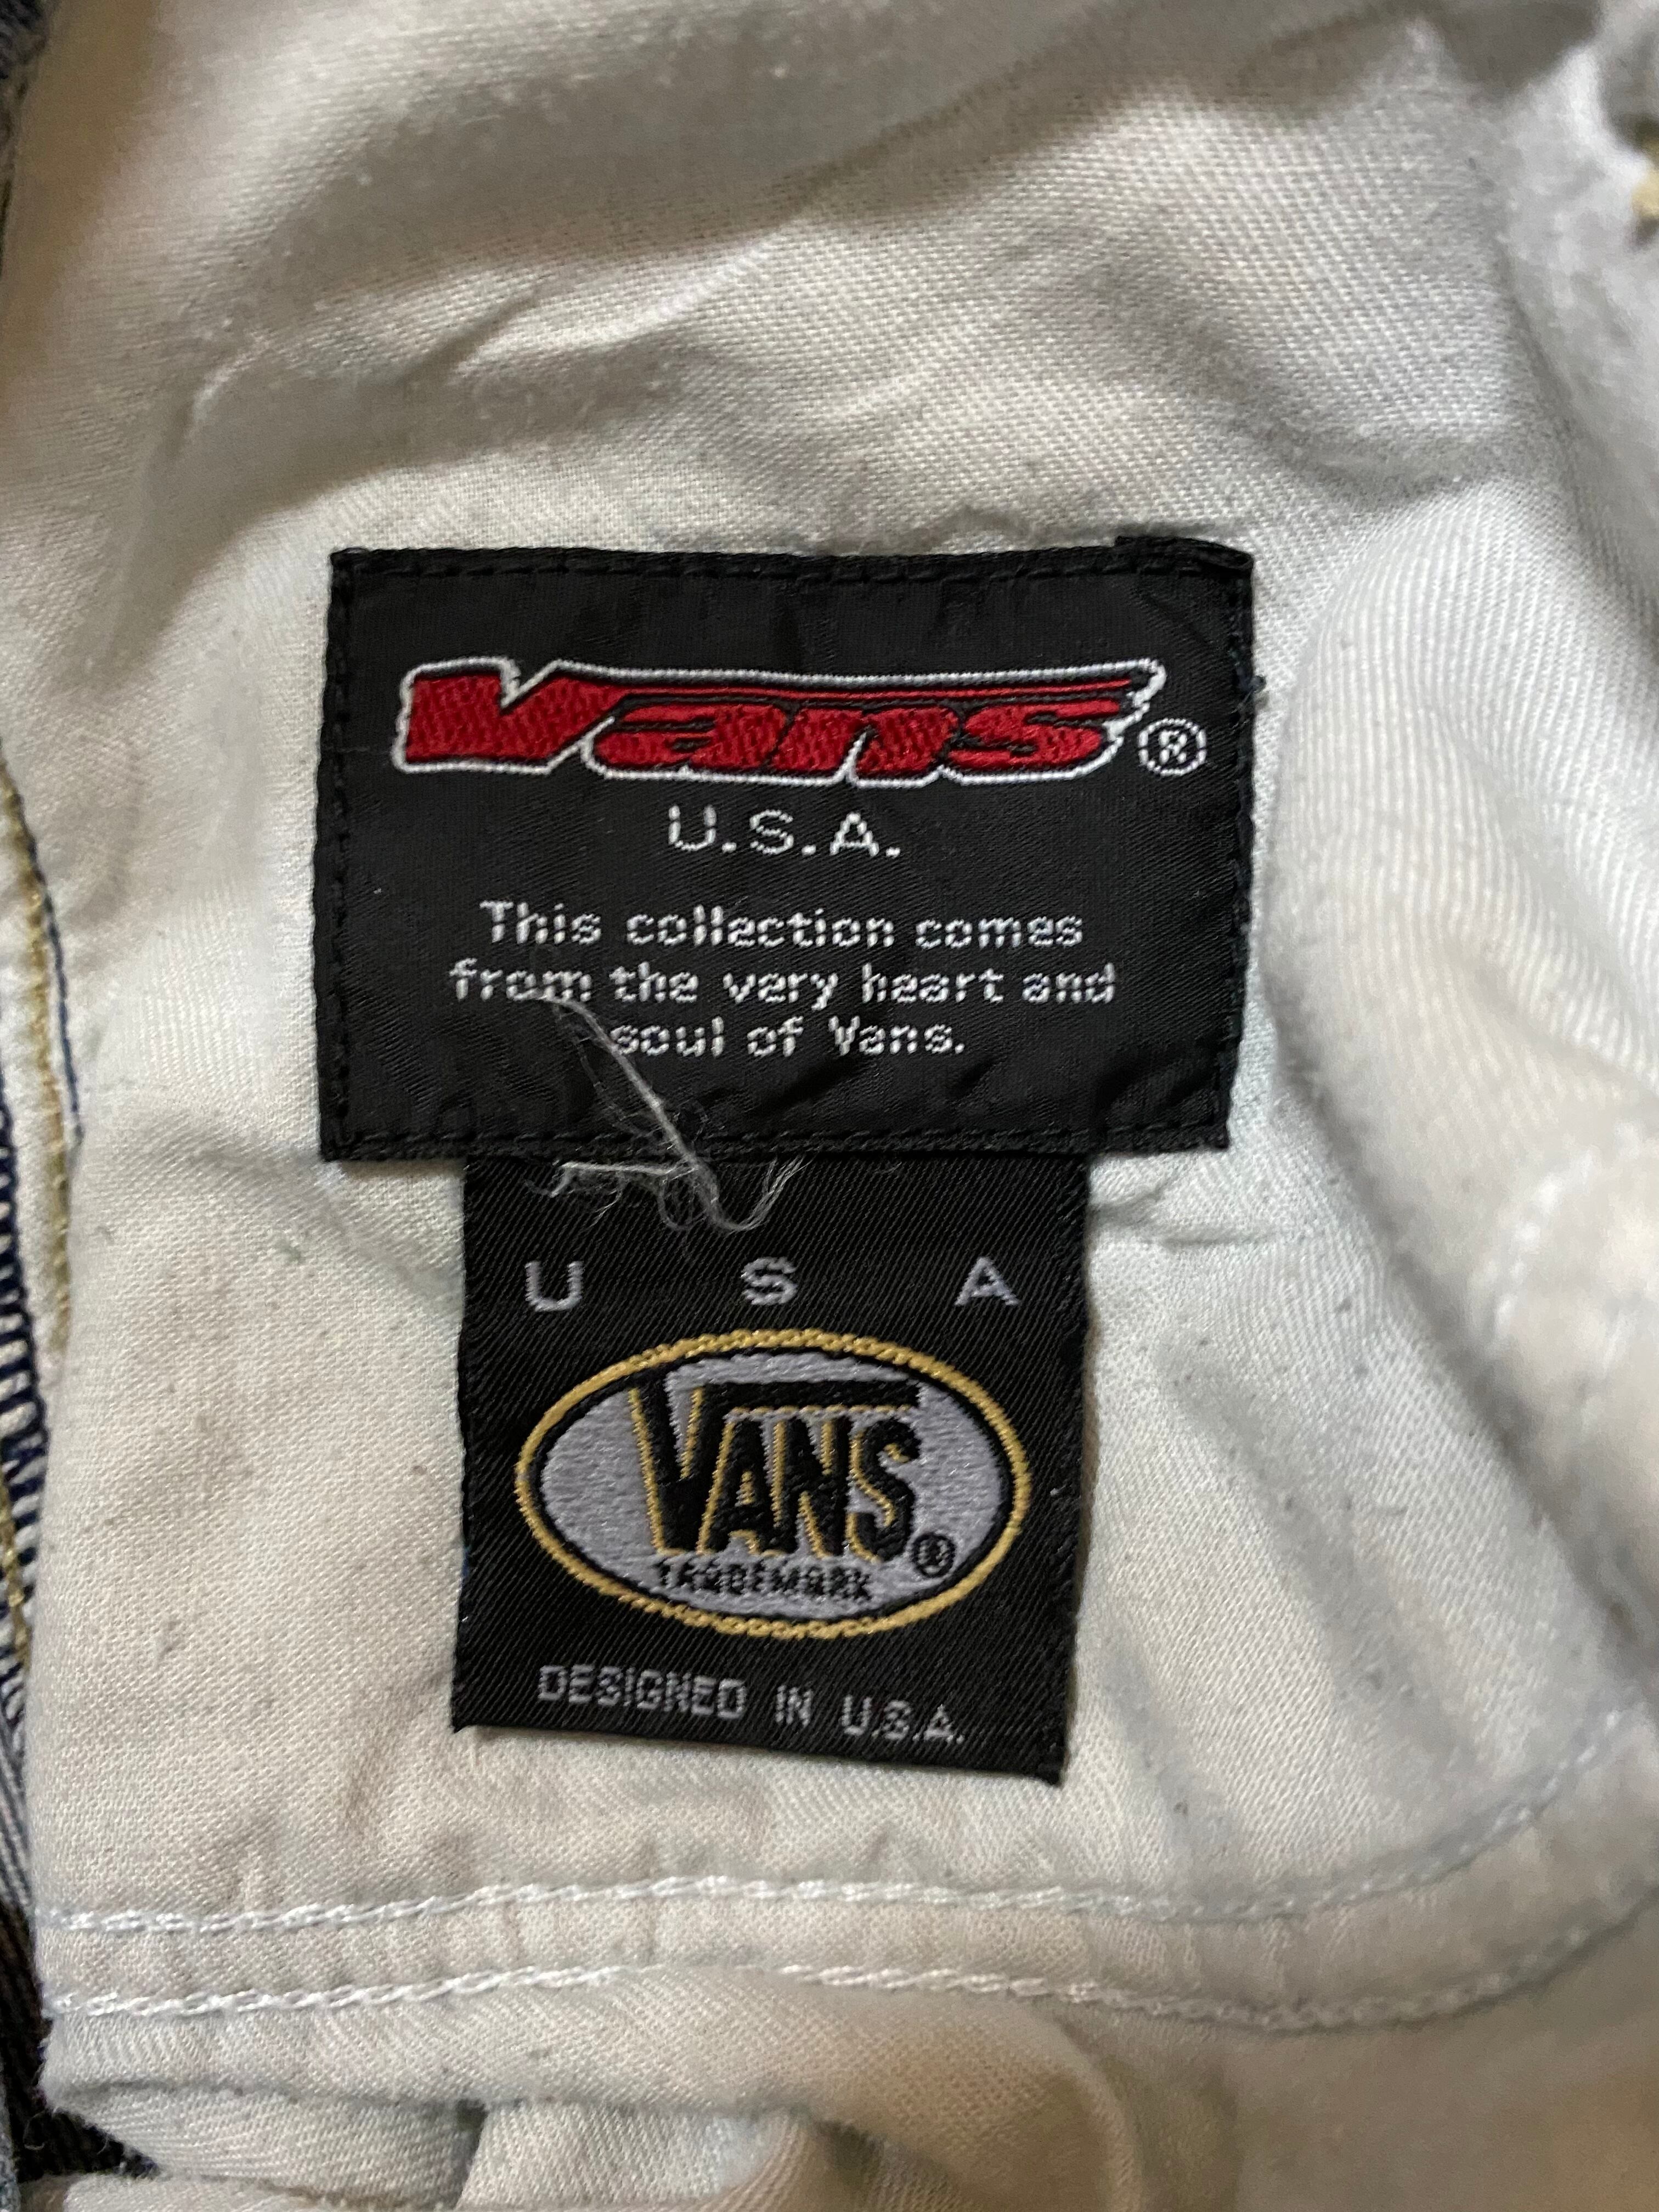 Vans®
U.S.A.
This collection comes
from the very heart and
soul of Vans.
U S A
VANS®
TRADEMARK
DESIGNED IN U.S.A.